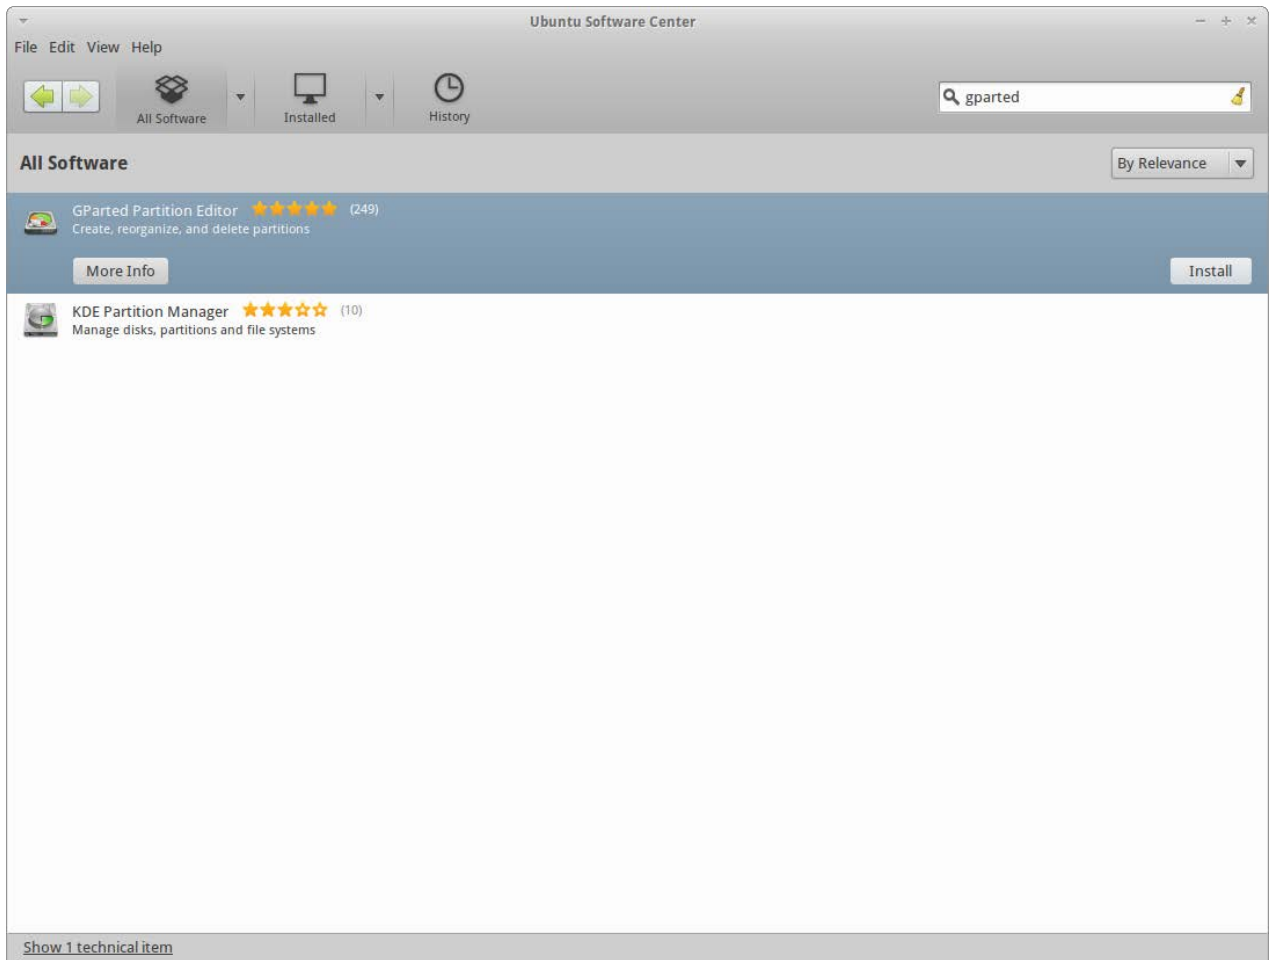 Ubuntu Software Center
File Edit View Help
All Software
Installed
History
gparted
All Software
By Relevance
GParted Partition Editor (249)
Create, reorganize, and delete partitions
More Info
Install
KDE Partition Manager (10)
Manage disks, partitions and file systems
Show 1 technical item